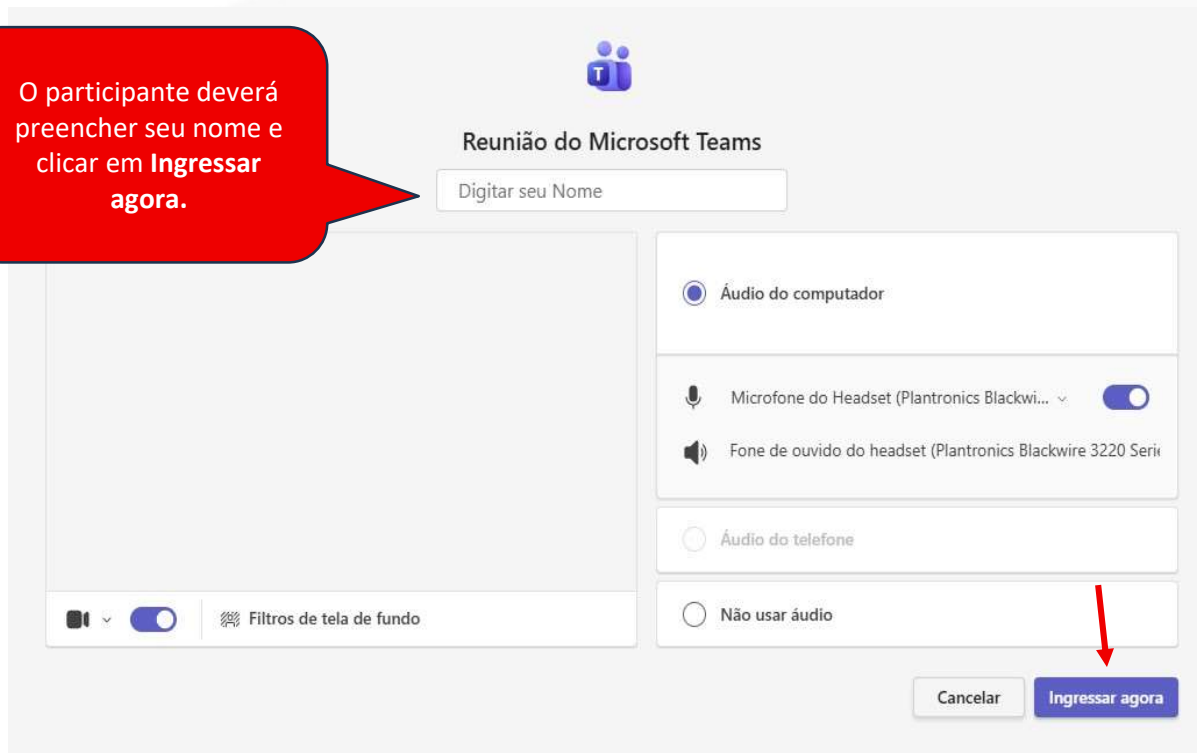 O participante deverá
preencher seu nome e
clicar em Ingressar
agora.
T
Reunião do Microsoft Teams
Digitar seu Nome
Áudio do computador
Microfone do Headset (Plantronics Blackwi...
Fone de ouvido do headset (Plantronics Blackwire 3220 Serie
Áudio do telefone
Filtros de tela de fundo
Não usar áudio
Cancelar
Ingressar agora